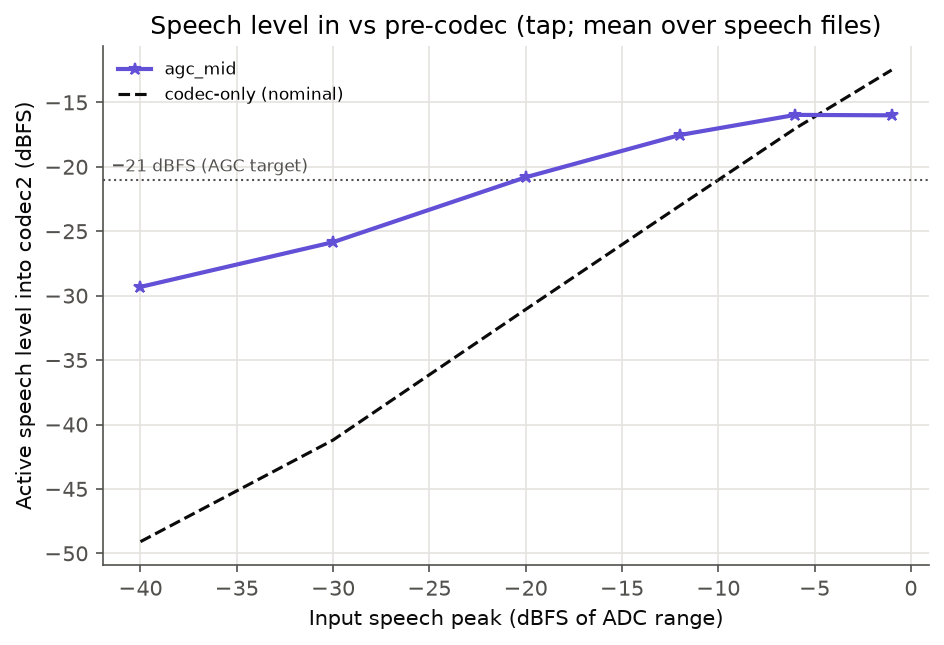 Speech level in vs pre-codec (tap; mean over speech files)
agc_mid
codec-only (nominal)
−21 dBFS (AGC target)
Active speech level into codec2 (dBFS)
−15
−20
−25
−30
−35
−40
−45
−50
−40 −35 −30 −25 −20 −15 −10 −5 0
Input speech peak (dBFS of ADC range)